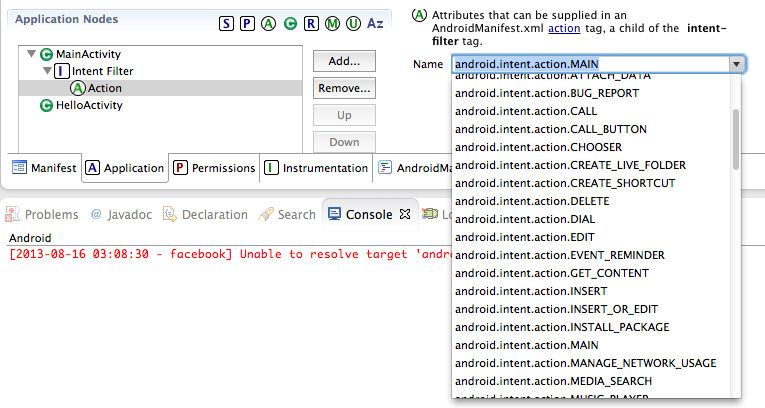 Application Nodes
S P A C R M U Az
MainActivity
I Intent Filter
A Action
C HelloActivity
Add...
Remove...
Up
Down
A Attributes that can be supplied in an
AndroidManifest.xml action tag, a child of the intent-
filter tag.
Name android.intent.action.MAIN
android.intent.action.ATTACH_DATA
android.intent.action.BUG_REPORT
android.intent.action.CALL
android.intent.action.CALL_BUTTON
android.intent.action.CHOOSER
android.intent.action.CREATE_LIVE_FOLDER
android.intent.action.CREATE_SHORTCUT
android.intent.action.DELETE
android.intent.action.DIAL
android.intent.action.EDIT
android.intent.action.EVENT_REMINDER
android.intent.action.GET_CONTENT
android.intent.action.INSERT
android.intent.action.INSERT_OR_EDIT
android.intent.action.INSTALL_PACKAGE
android.intent.action.MAIN
android.intent.action.MANAGE_NETWORK_USAGE
android.intent.action.MEDIA_SEARCH
android.intent.action.MUSIC_PLAYER
Manifest A Application P Permissions I Instrumentation AndroidMa
Problems @ Javadoc Declaration Search Console Lo
Android
[2013-08-16 03:08:30 - facebook] Unable to resolve target 'andro